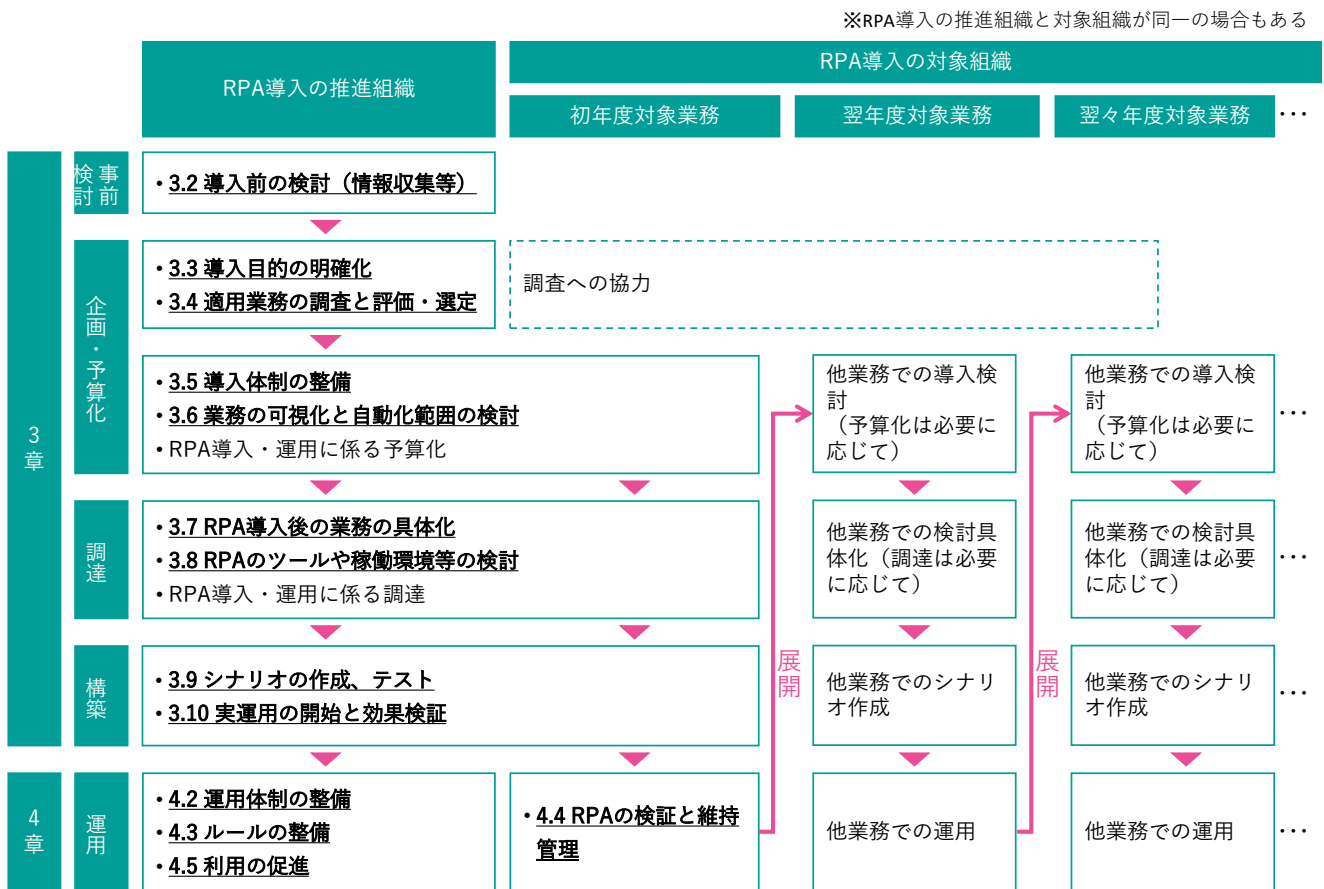 ※RPA導入の推進組織と対象組織が同一の場合もある
RPA導入の推進組織
RPA導入の対象組織
初年度対象業務
翌年度対象業務
翌々年度対象業務
･･･
3章
事前検討
・3.2 導入前の検討（情報収集等）
企画・予算化
・3.3 導入目的の明確化
・3.4 適用業務の調査と評価・選定
調査への協力
・3.5 導入体制の整備
・3.6 業務の可視化と自動化範囲の検討
・RPA導入・運用に係る予算化
他業務での導入検
討
（予算化は必要に
応じて）
他業務での導入検
討
（予算化は必要に
応じて）
･･･
調達
・3.7 RPA導入後の業務の具体化
・3.8 RPAのツールや稼働環境等の検討
・RPA導入・運用に係る調達
他業務での検討具
体化（調達は必要
に応じて）
他業務での検討具
体化（調達は必要
に応じて）
･･･
構築
・3.9 シナリオの作成、テスト
・3.10 実運用の開始と効果検証
展開
他業務でのシナリ
オ作成
展開
他業務でのシナリ
オ作成
･･･
4章
運用
・4.2 運用体制の整備
・4.3 ルールの整備
・4.5 利用の促進
・4.4 RPAの検証と維持
管理
他業務での運用
他業務での運用
･･･